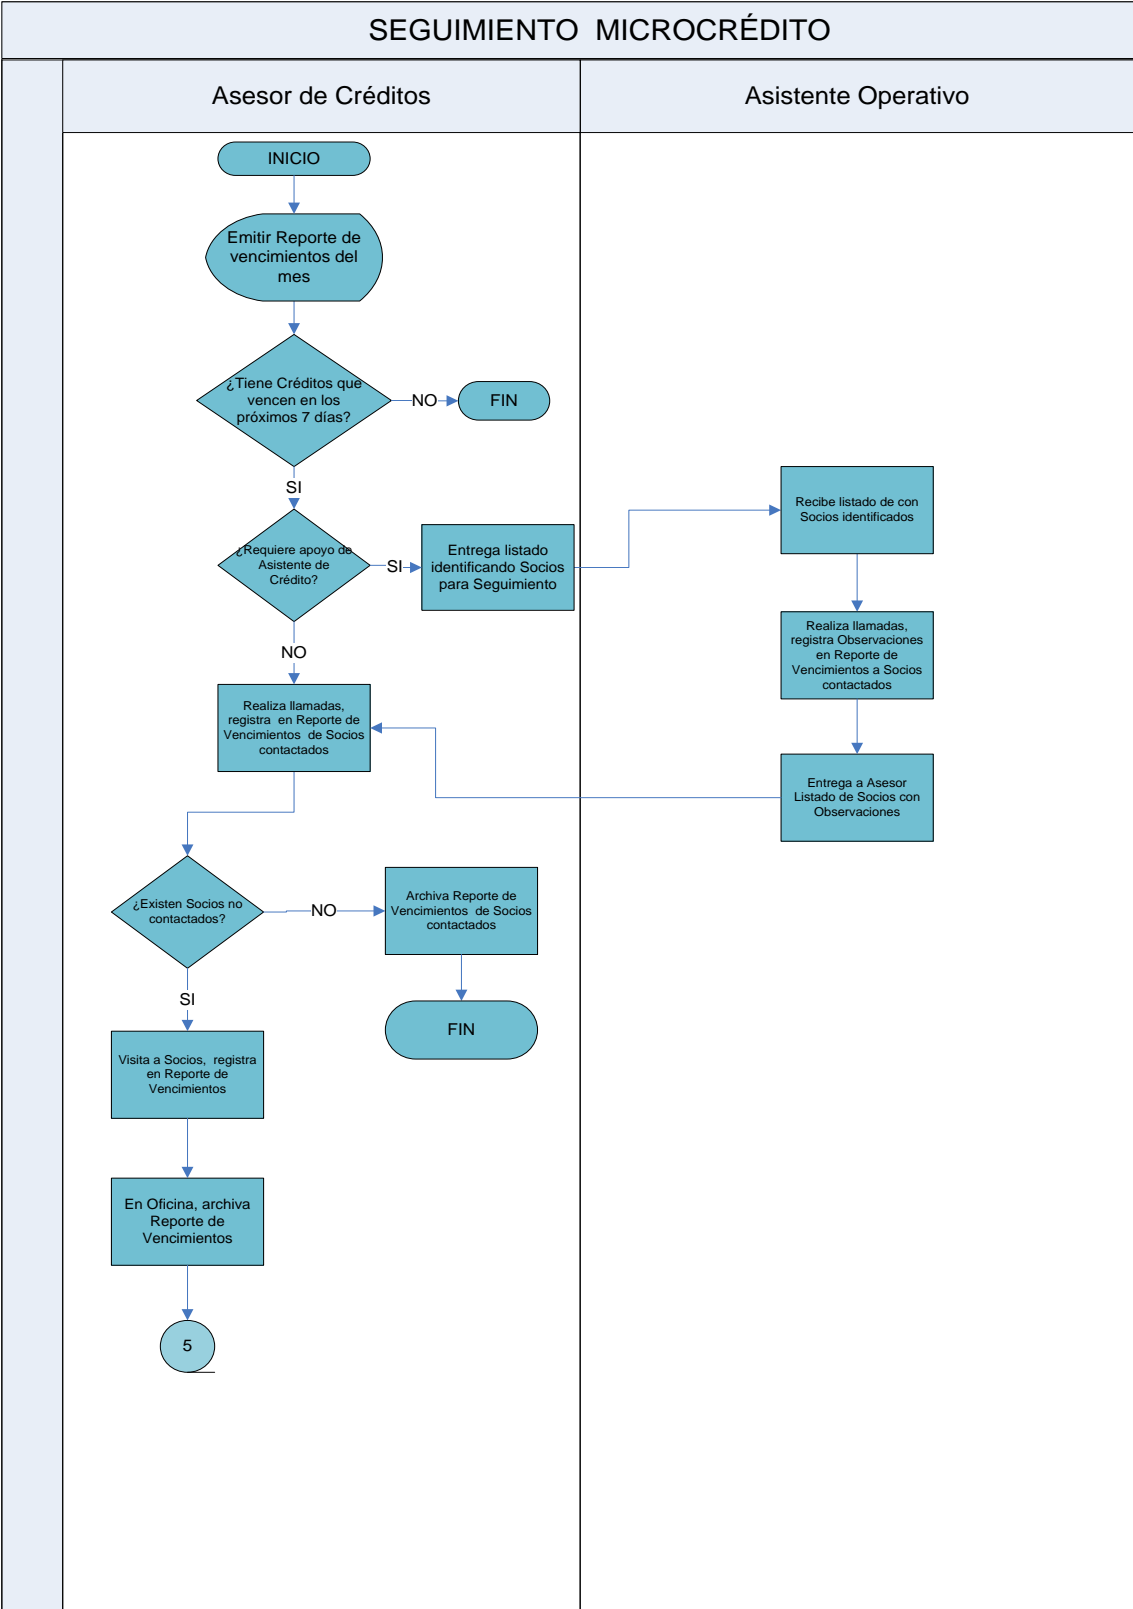 SEGUIMIENTO MICROCRÉDITO
Asesor de Créditos
Asistente Operativo
INICIO
Emitir Reporte de
vencimientos del
mes
¿Tiene Créditos que
vencen en los
próximos 7 días?
NO
FIN
SI
¿Requiere apoyo de
Asistente de
Crédito?
SI
Entrega listado
identificando Socios
para Seguimiento
Recibe listado de con
Socios identificados
Realiza llamadas,
registra Observaciones
en Reporte de
Vencimientos a Socios
contactados
Entrega a Asesor
Listado de Socios con
Observaciones
NO
Realiza llamadas,
registra en Reporte de
Vencimientos de Socios
contactados
¿Existen Socios no
contactados?
NO
Archiva Reporte de
Vencimientos de Socios
contactados
FIN
SI
Visita a Socios, registra
en Reporte de
Vencimientos
En Oficina, archiva
Reporte de
Vencimientos
5